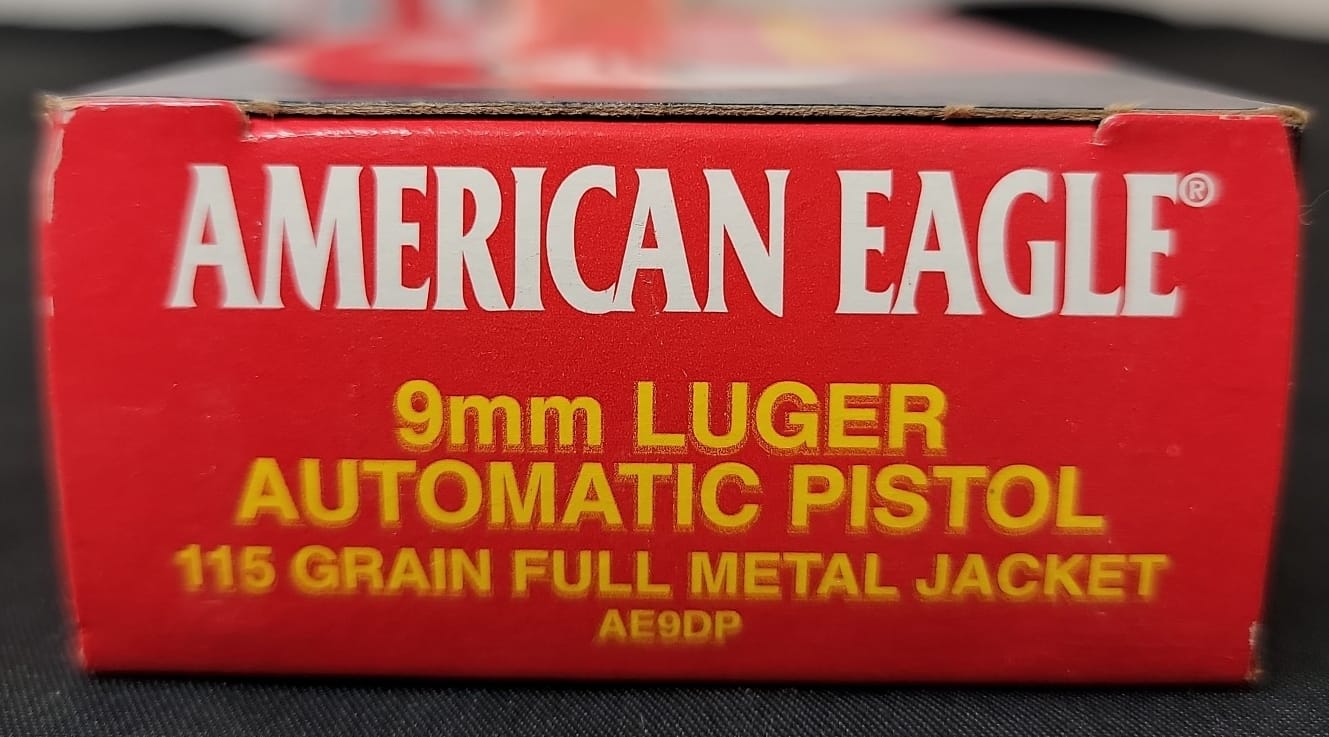 AMERICAN EAGLE®
9mm LUGER
AUTOMATIC PISTOL
115 GRAIN FULL METAL JACKET
AE9DP